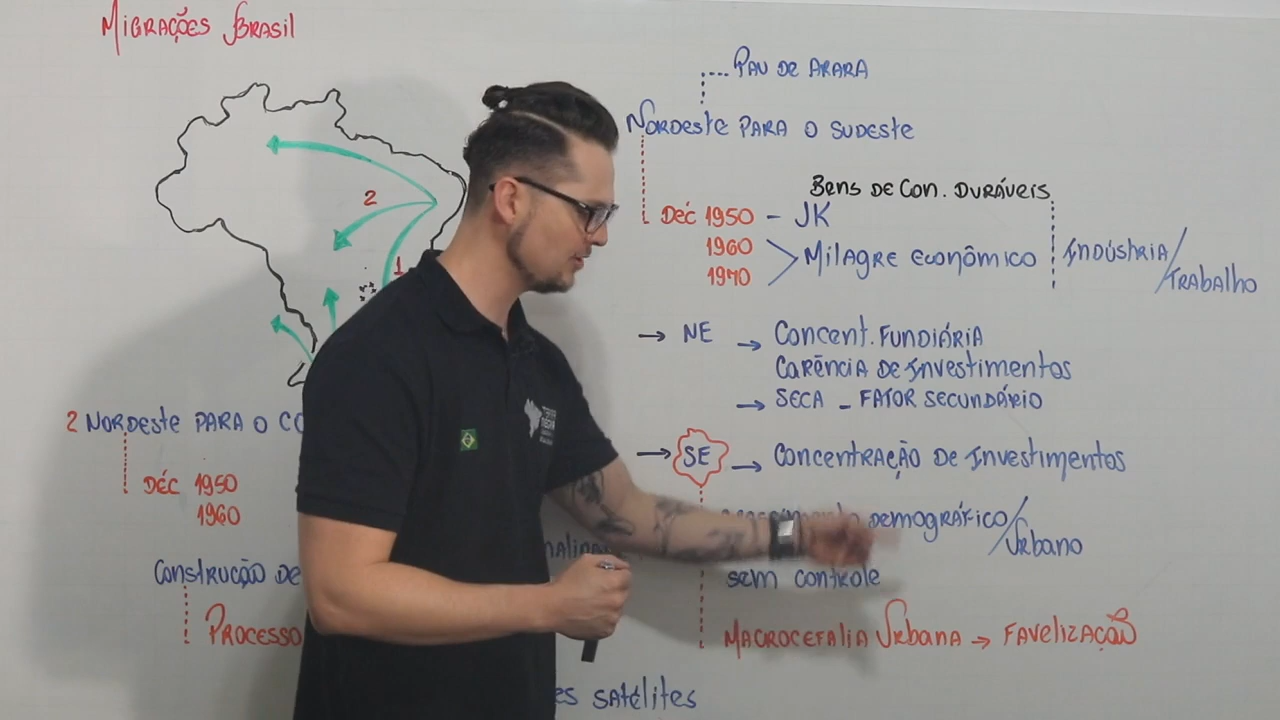 Migrações Brasil
2
1
2 Nordeste para o
Déc 1950
1960
Construção de
Processo
satélites
Pau de Arara
Nordeste para o Sudeste
Bens de Con. Duráveis
Déc 1950 - JK
1960
1970
Milagre econômico
Indústria/
Trabalho
→ NE → Concent. Fundiária
Carência de Investimentos
→ Seca - Fator Secundário
→ SE → Concentração de Investimentos
Demográfico/
Urbano
sem controle
Macrocefalia Urbana → Favelização